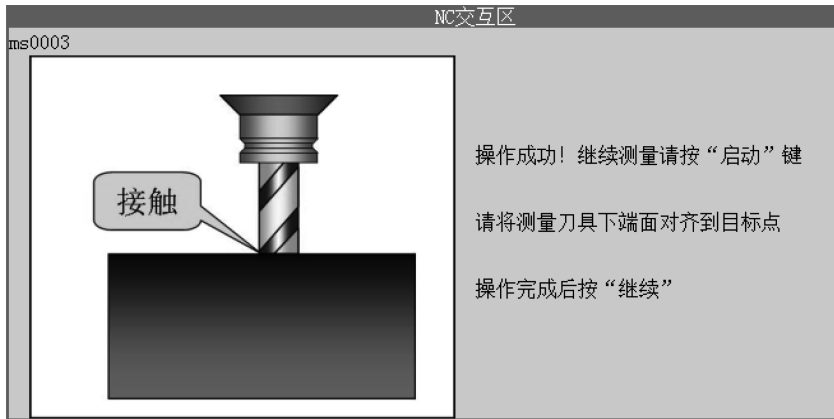 NC交互区
ms0003
接触
操作成功！继续测量请按“启动”键
请将测量刀具下端面对齐到目标点
操作完成后按“继续”